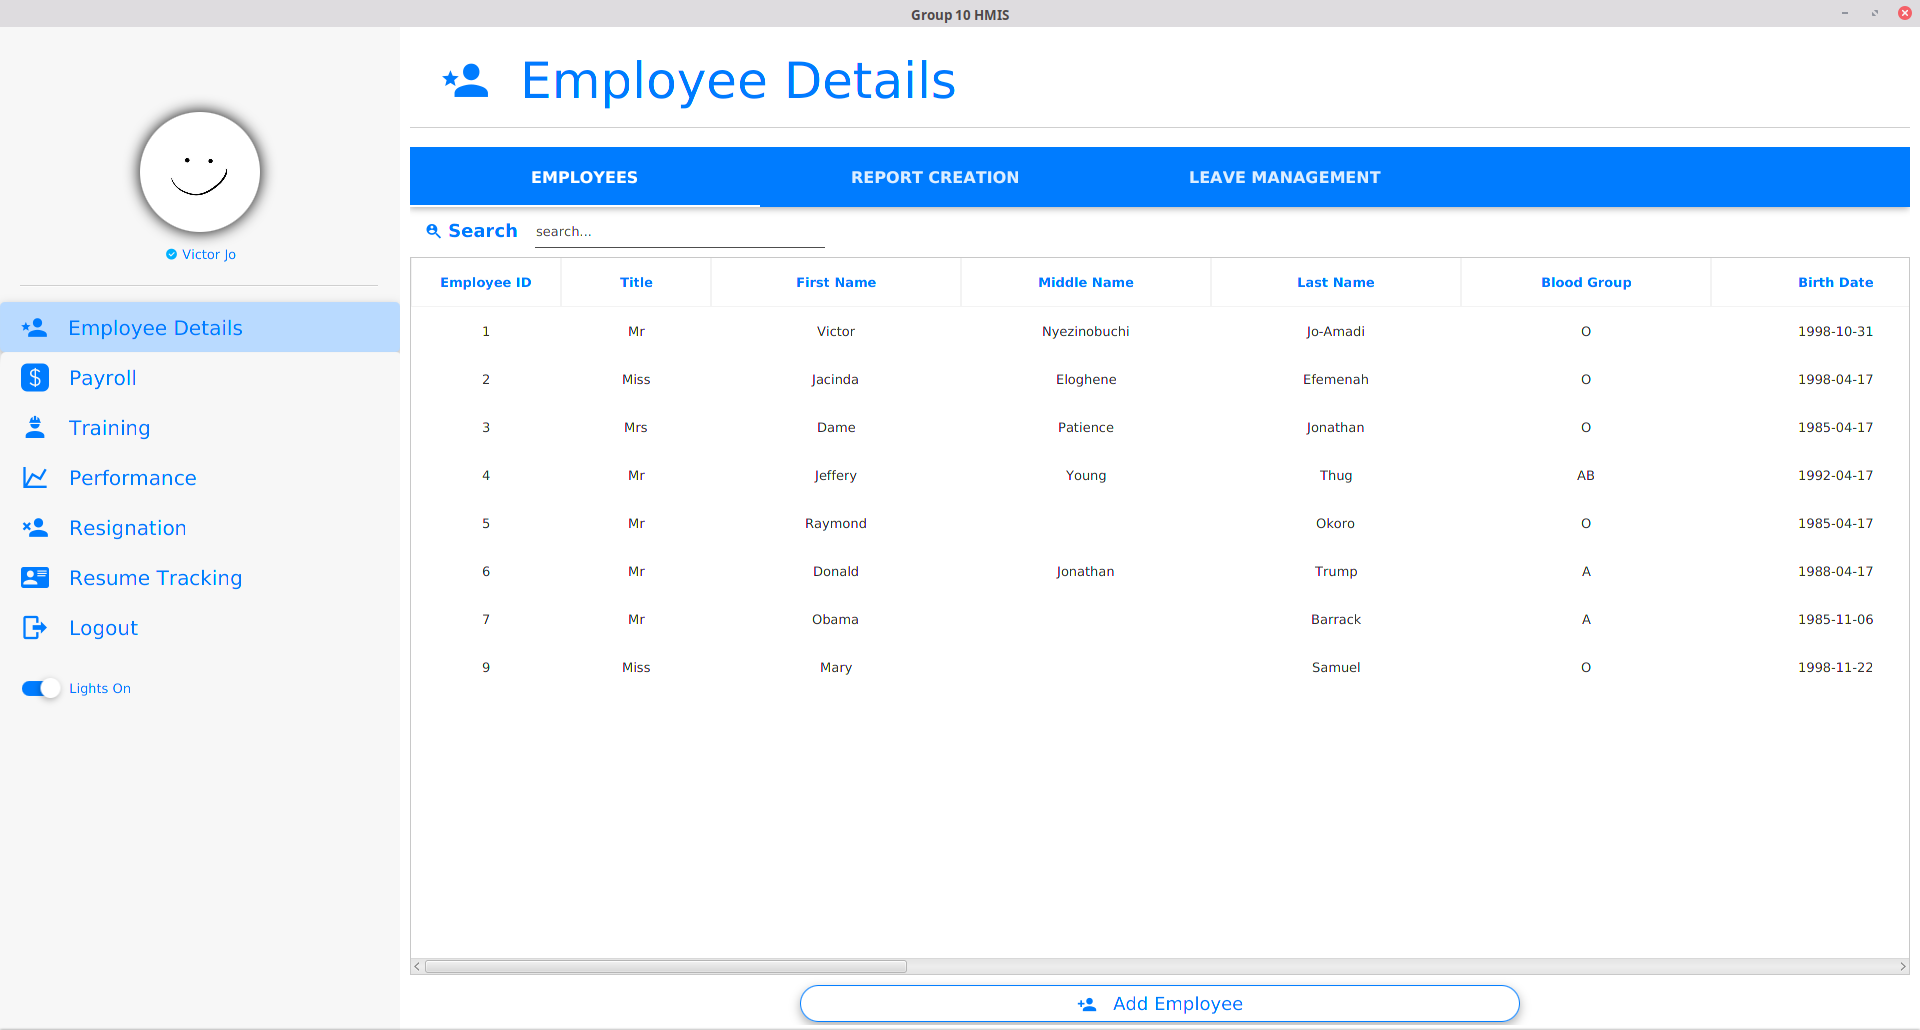 Group 10 HMIS
Employee Details
Victor Jo
Employee Details
Payroll
Training
Performance
Resignation
Resume Tracking
Logout
Lights On
EMPLOYEES REPORT CREATION LEAVE MANAGEMENT
Search search...
Employee ID Title First Name Middle Name Last Name Blood Group Birth Date
1 Mr Victor Nyezinobuchi Jo-Amadi O 1998-10-31
2 Miss Jacinda Eloghene Efemenah O 1998-04-17
3 Mrs Dame Patience Jonathan O 1985-04-17
4 Mr Jeffery Young Thug AB 1992-04-17
5 Mr Raymond Okoro O 1985-04-17
6 Mr Donald Jonathan Trump A 1988-04-17
7 Mr Obama Barrack A 1985-11-06
9 Miss Mary Samuel O 1998-11-22
Add Employee